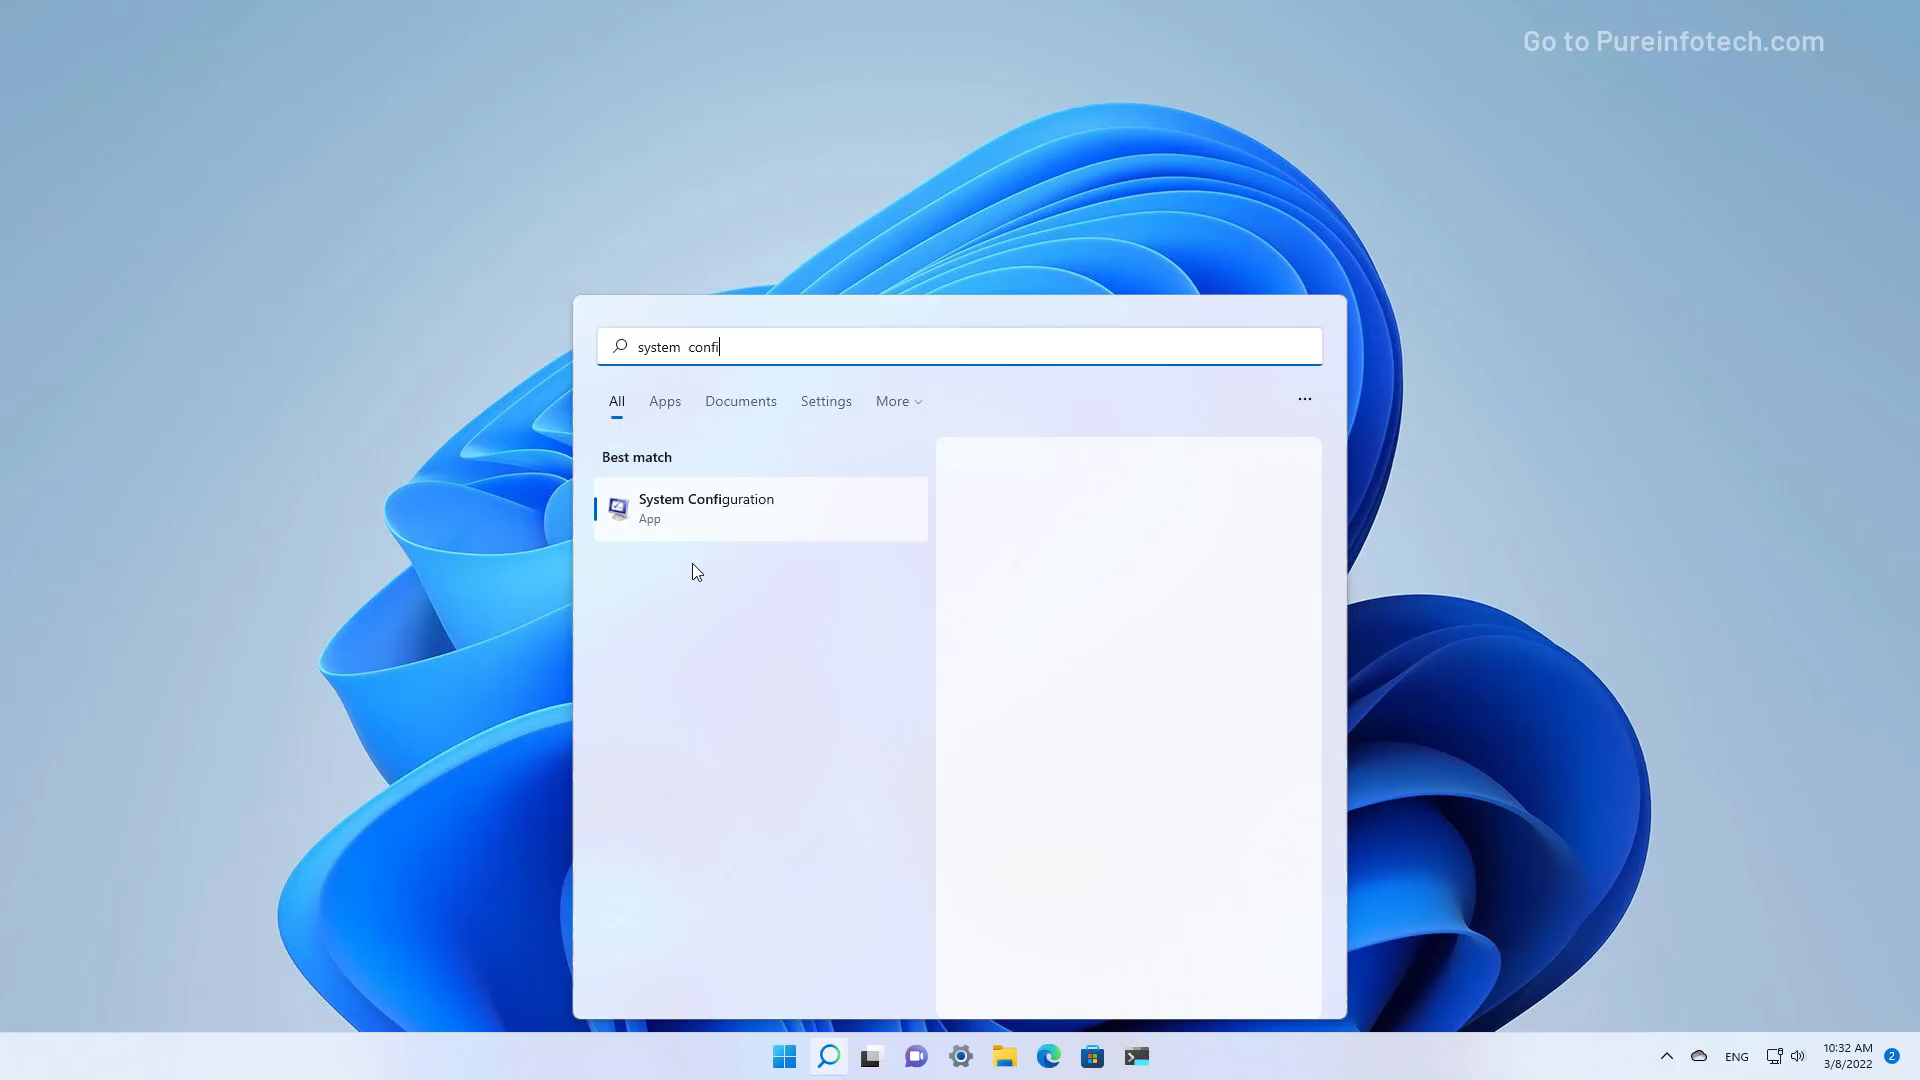 Go to Pureinfotech.com
system  confi
All Apps Documents Settings More
Best match
System Configuration
App
ENG
10:32 AM
3/8/2022
2